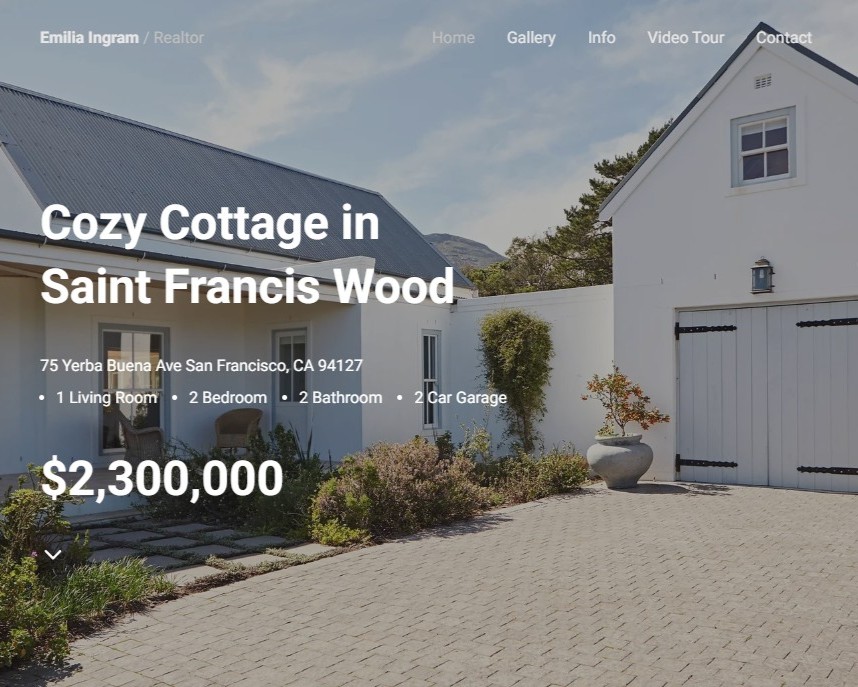 Emilia Ingram / Realtor
Home Gallery Info Video Tour Contact
Cozy Cottage in
Saint Francis Wood
75 Yerba Buena Ave San Francisco, CA 94127
• 1 Living Room • 2 Bedroom • 2 Bathroom • 2 Car Garage
$2,300,000